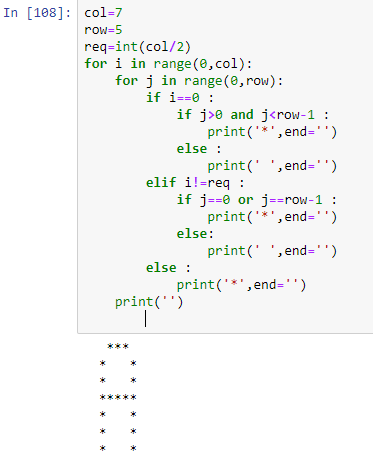 In [108]: col=7
row=5
req=int(col/2)
for i in range(0,col):
    for j in range(0,row):
        if i==0 :
            if j>0 and j<row-1 :
                print('*',end='')
            else :
                print(' ',end='')
        elif i!=req :
            if j==0 or j==row-1 :
                print('*',end='')
            else:
                print(' ',end='')
        else :
            print('*',end='')
    print('')
 ***
*   *
*   *
*****
*   *
*   *
*   *